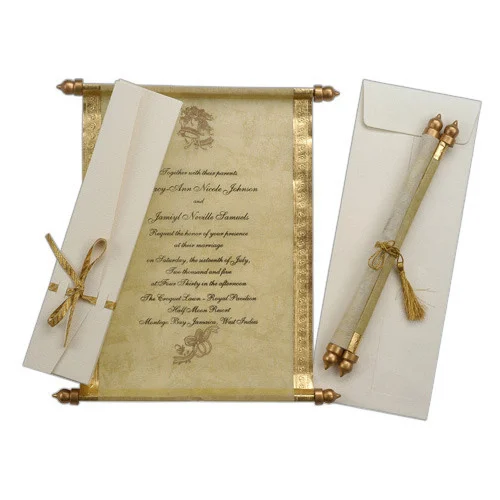 Together with their parents
cy-Ann Nicole Johnson
and
Jamiyl Neville Samuels
Request the honor of your presence
at their marriage
on Saturday, the sixteenth of July,
Two thousand and five
at Four Thirty in the afternoon
The Croquet Lawn - Royal Pavilion
Half Moon Resort
Montego Bay, Jamaica, West Indies